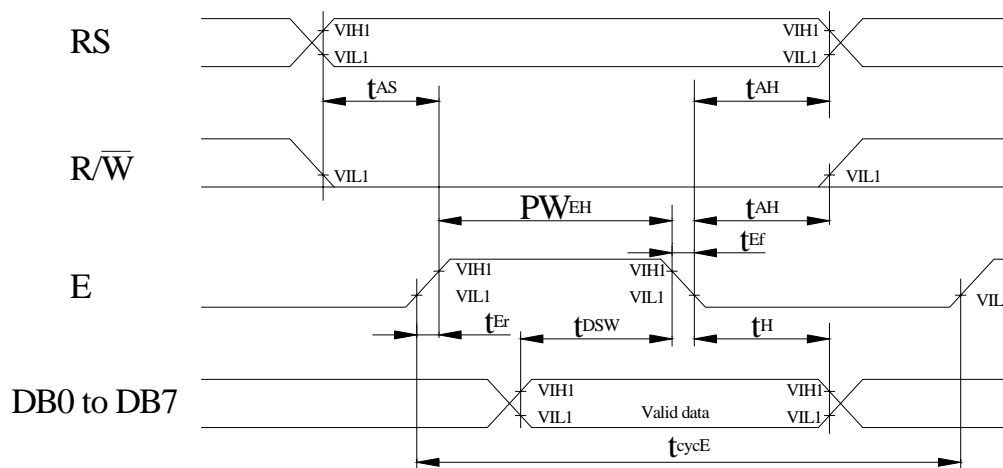 RS
VIH1
VIL1
VIH1
VIL1
tAS
tAH
R/W̅
VIL1
VIL1
PWEH
tAH
tEf
E
VIH1
VIL1
VIH1
VIL1
VIL
tEr
tDSW
tH
DB0 to DB7
VIH1
VIL1
Valid data
VIH1
VIL1
tcycE